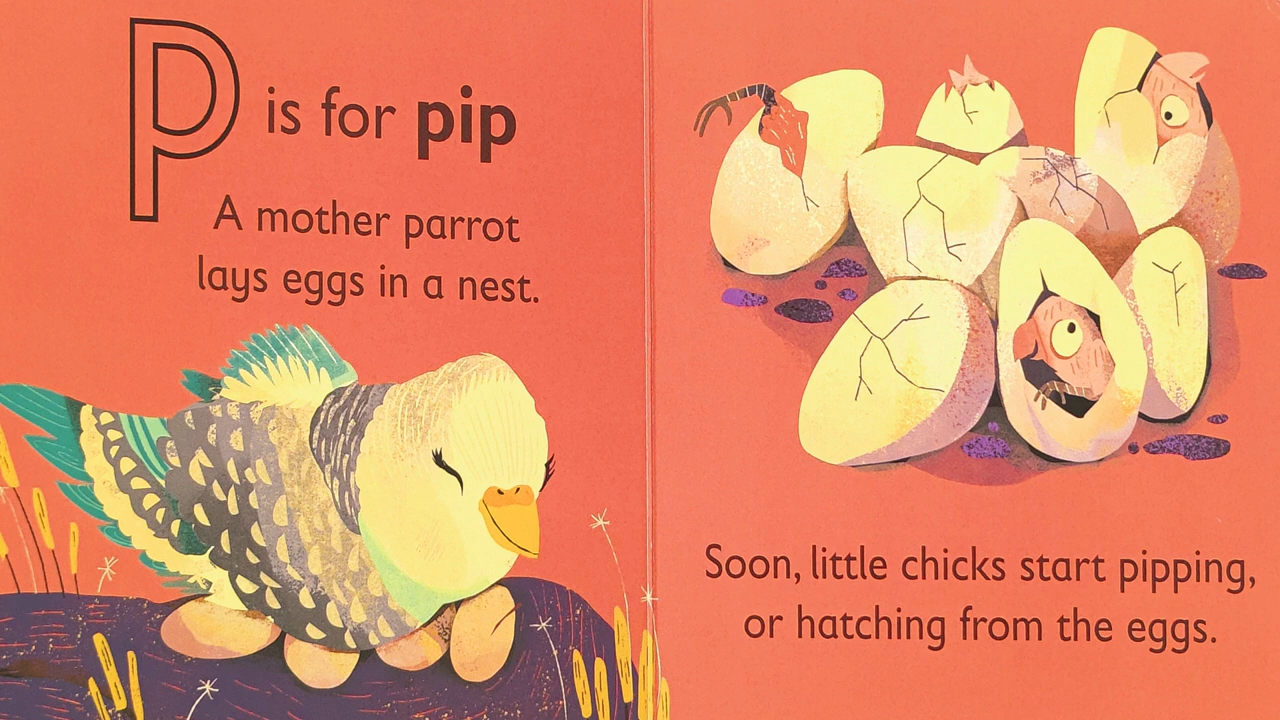 P is for pip
A mother parrot
lays eggs in a nest.
Soon, little chicks start pipping,
or hatching from the eggs.